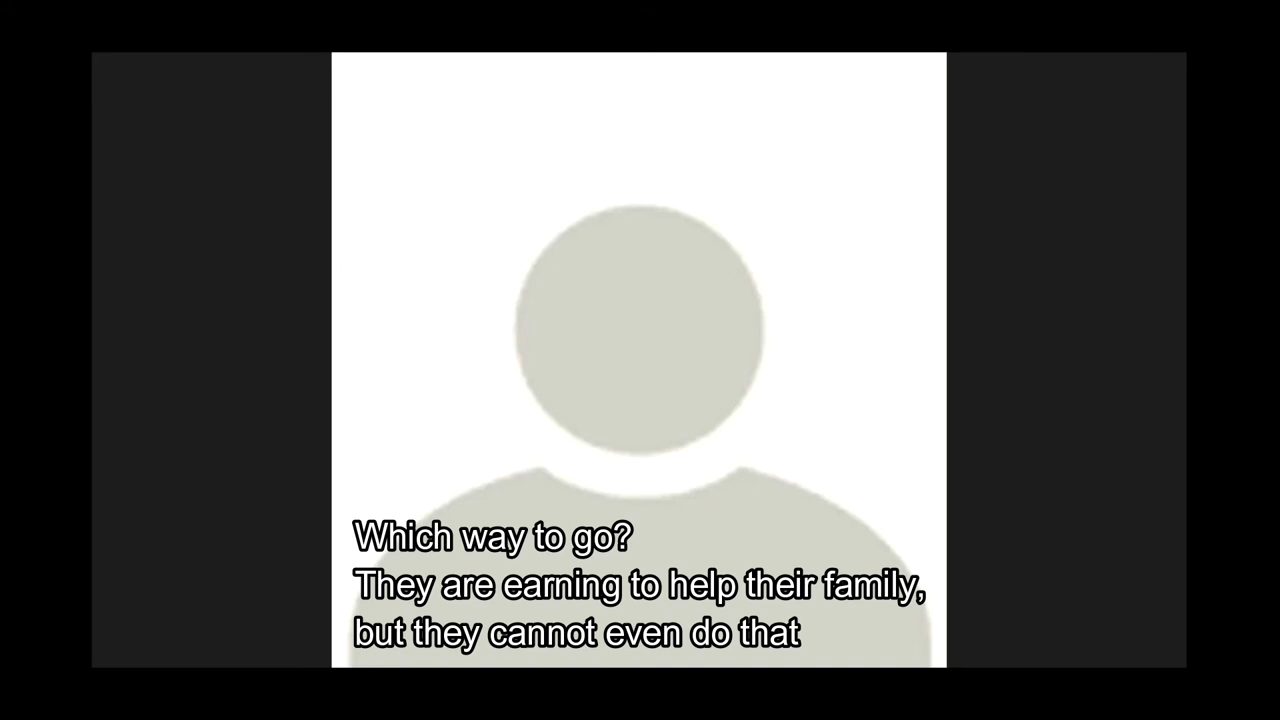 Which way to go?
They are earning to help their family,
but they cannot even do that